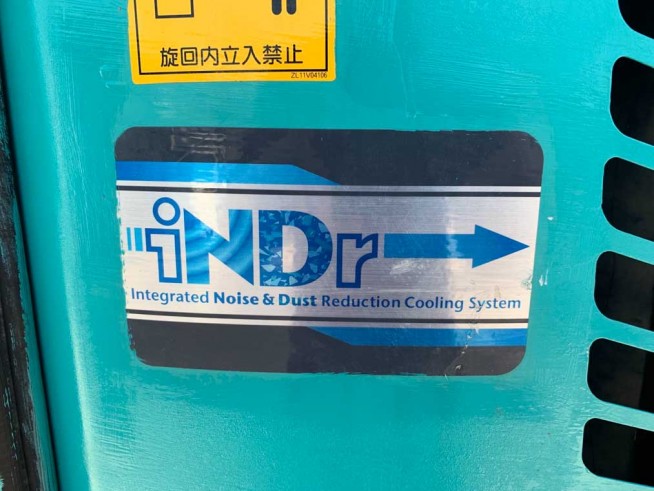 旋回内立入禁止
ZL11V04106
iNDr
Integrated Noise & Dust Reduction Cooling System